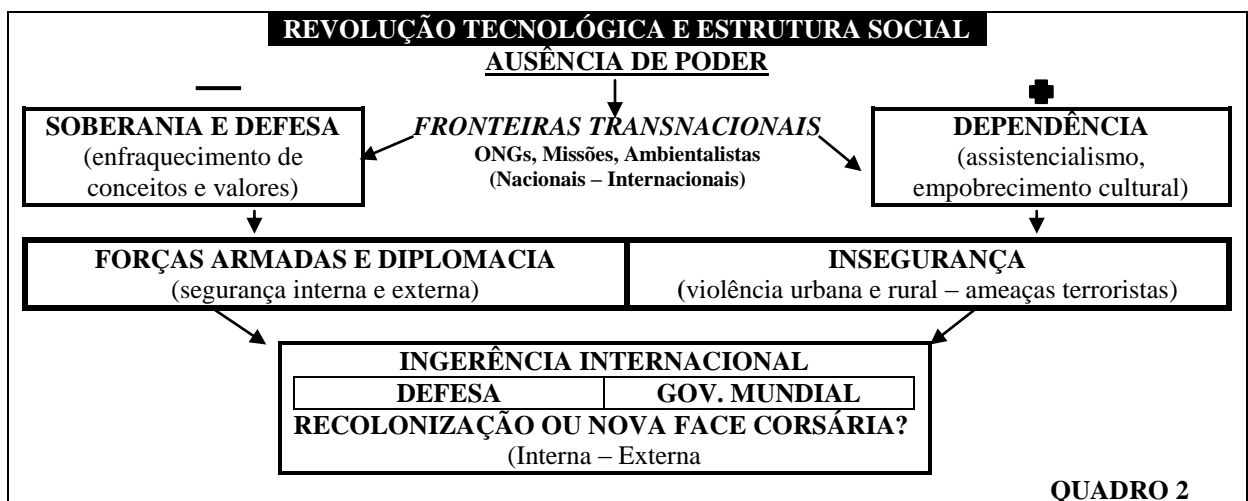 REVOLUÇÃO TECNOLÓGICA E ESTRUTURA SOCIAL
AUSÊNCIA DE PODER
SOBERANIA E DEFESA
(enfraquecimento de
conceitos e valores)
FRONTEIRAS TRANSNACIONAIS
ONGs, Missões, Ambientalistas
(Nacionais – Internacionais)
DEPENDÊNCIA
(assistencialismo,
empobrecimento cultural)
FORÇAS ARMADAS E DIPLOMACIA
(segurança interna e externa)
INSEGURANÇA
(violência urbana e rural – ameaças terroristas)
INGERÊNCIA INTERNACIONAL
DEFESA
GOV. MUNDIAL
RECOLONIZAÇÃO OU NOVA FACE CORSÁRIA?
(Interna – Externa
QUADRO 2